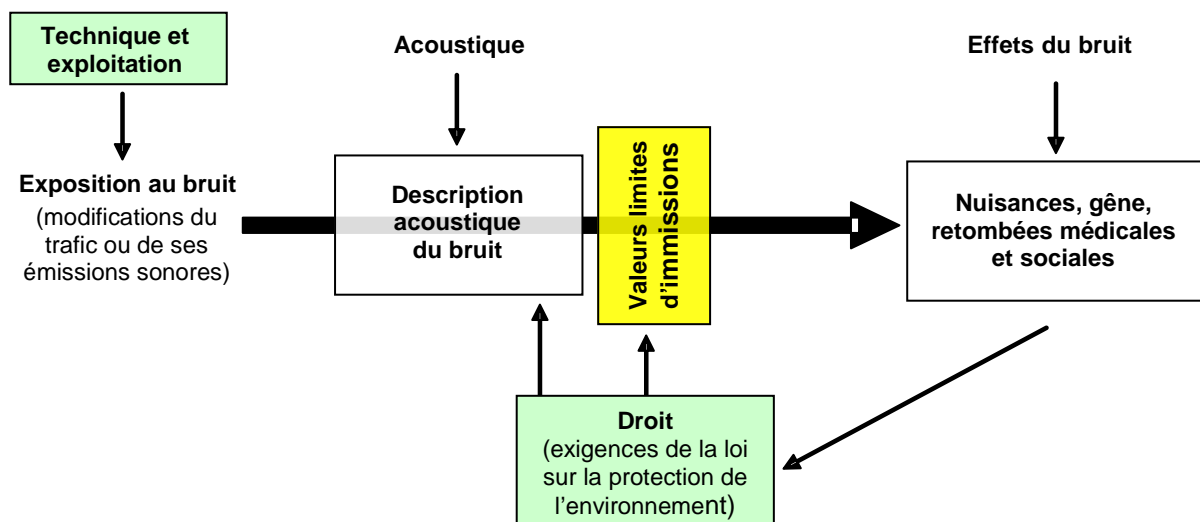 Technique et
exploitation
Acoustique
Effets du bruit
Exposition au bruit
(modifications du
trafic ou de ses
émissions sonores)
Description
acoustique
du bruit
Valeurs limites
d'immissions
Nuisances, gêne,
retombées médicales
et sociales
Droit
(exigences de la loi
sur la protection de
l'environnement)